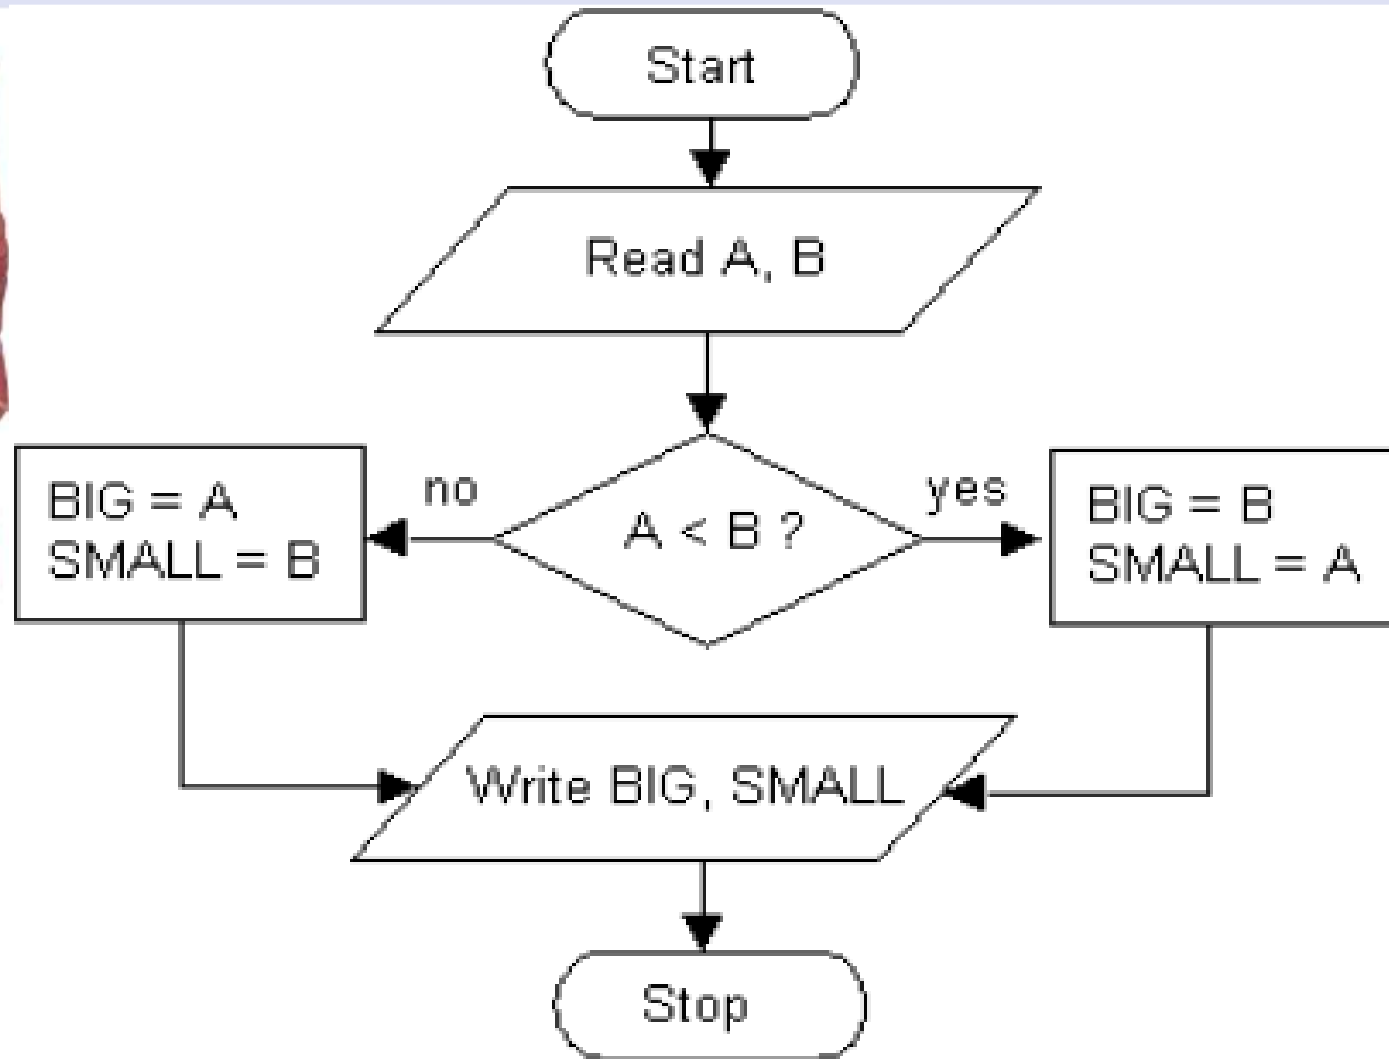 Start
Read A, B
no
A < B ?
yes
BIG = A
SMALL = B
BIG = B
SMALL = A
Write BIG, SMALL
Stop